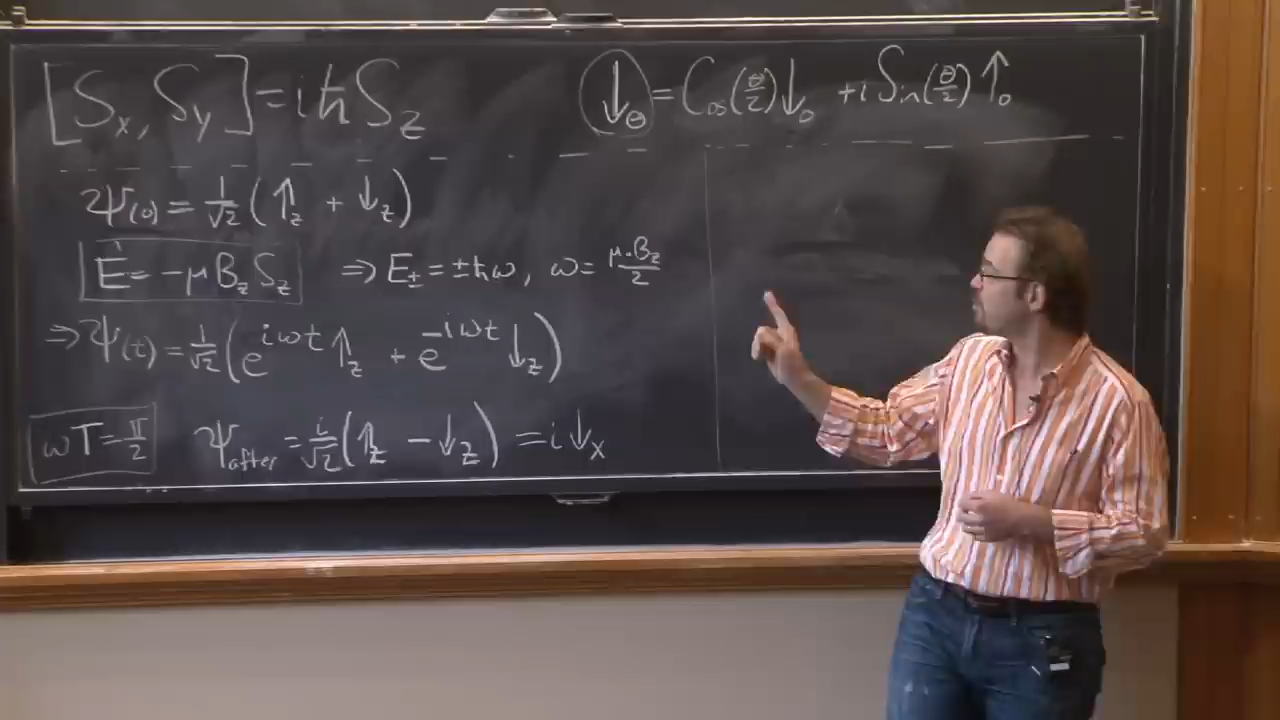 [Sx, Sy] = iħSz
↓θ = Cos(θ/2)↓0 + i Sin(θ/2)↑0
Ψ(0) = 1/√2 (↑z + ↓z)
Ê = -μBzSz ⇒ E± = ±ħω, ω = μ·Bz/2
⇒ Ψ(t) = 1/√2 (e^iωt ↑z + e^-iωt ↓z)
ωT = π/2 Ψafter = i/√2 (↑z - ↓z) = i↓x